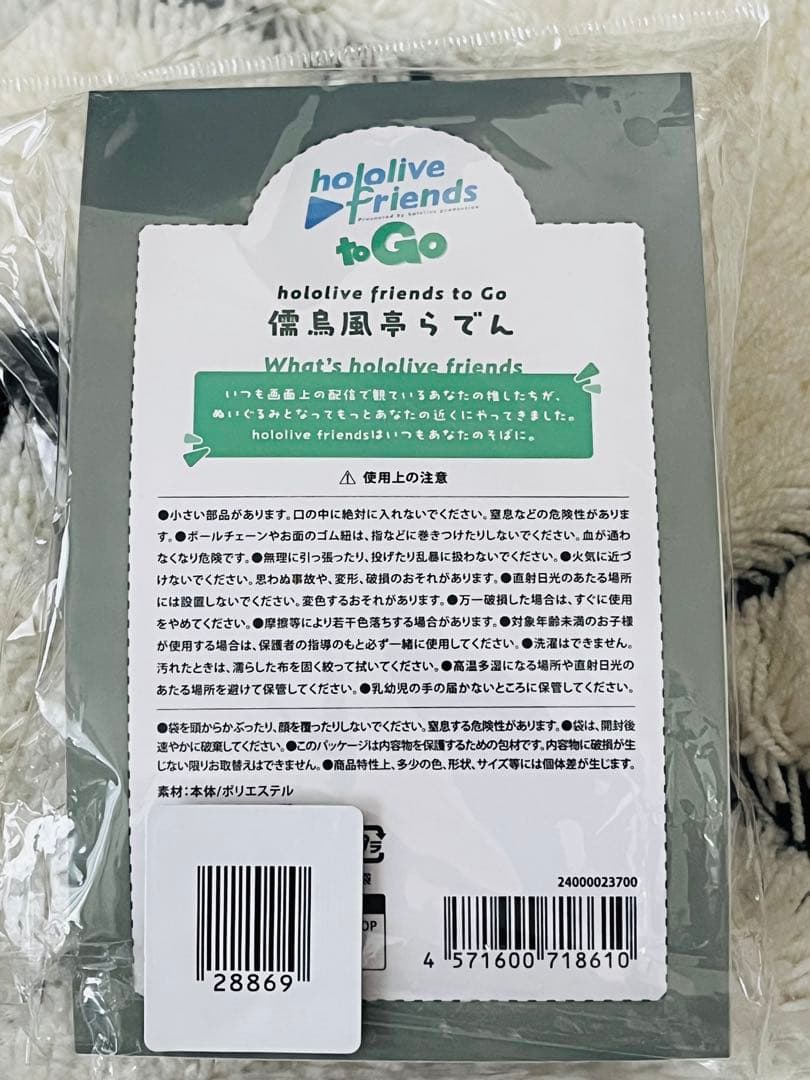 hololive
friends
Presented by hololive production
to Go
hololive friends to Go
儒烏風亭らでん
What's hololive friends
いつも画面上の配信で観ているあなたの推したちが、
ぬいぐるみとなってもっとあなたの近くにやってきました。
hololive friendsはいつもあなたのそばに。
⚠ 使用上の注意
●小さい部品があります。口の中に絶対に入れないでください。窒息などの危険性がありま
す。●ボールチェーンやお面のゴム紐は、指などに巻きつけたりしないでください。血が通わ
なくなり危険です。●無理に引っ張ったり、投げたり乱暴に扱わないでください。●火気に近づ
けないでください。思わぬ事故や、変形、破損のおそれがあります。●直射日光のあたる場所
には設置しないでください。変色するおそれがあります。●万一破損した場合は、すぐに使用
をやめてください。●摩擦等により若干色落ちする場合があります。●対象年齢未満のお子様
が使用する場合は、保護者の指導のもと必ず一緒に使用してください。●洗濯はできません。
汚れたときは、濡らした布を固く絞って拭いてください。●高温多湿になる場所や直射日光の
あたる場所を避けて保管してください。●乳幼児の手の届かないところに保管してください。
●袋を頭からかぶったり、顔を覆ったりしないでください。窒息する危険性があります。●袋は、開封後
速やかに破棄してください。●このパッケージは内容物を保護するための包材です。内容物に破損が生
じない限りお取替えはできません。●商品特性上、多少の色、形状、サイズ等には個体差が生じます。
素材:本体/ポリエステル
プラ
袋
OP
28869
24000023700
4 571600 718610